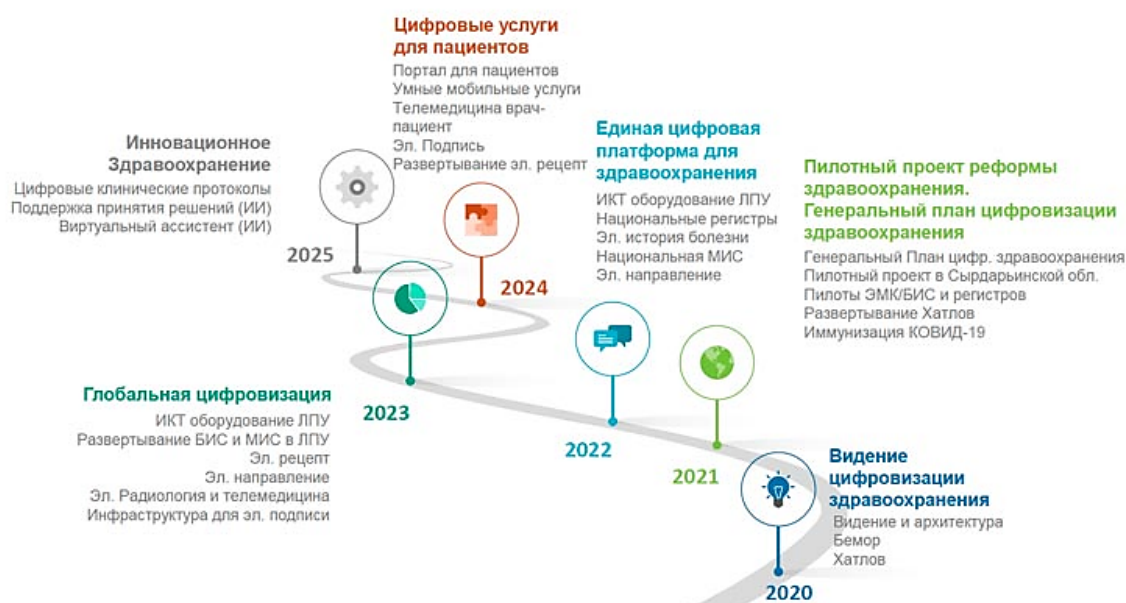 Цифровые услуги
для пациентов
Портал для пациентов
Умные мобильные услуги
Телемедицина врач-
пациент
Эл. Подпись
Развертывание эл. рецепт
Инновационное
Здравоохранение
Цифровые клинические протоколы
Поддержка принятия решений (ИИ)
Виртуальный ассистент (ИИ)
2025
2024
Единая цифровая
платформа для
здравоохранения
ИКТ оборудование ЛПУ
Национальные регистры
Эл. история болезни
Национальная МИС
Эл. направление
Пилотный проект реформы
здравоохранения.
Генеральный план цифровизации
здравоохранения
Генеральный План цифр. здравоохранения
Пилотный проект в Сырдарьинской обл.
Пилоты ЭМК/БИС и регистров
Развертывание Хатлов
Иммунизация КОВИД-19
Глобальная цифровизация
ИКТ оборудование ЛПУ
Развертывание БИС и МИС в ЛПУ
Эл. рецепт
Эл. направление
Эл. Радиология и телемедицина
Инфраструктура для эл. подписи
2023
2022
2021
Видение
цифровизации
здравоохранения
Видение и архитектура
Бемор
Хатлов
2020